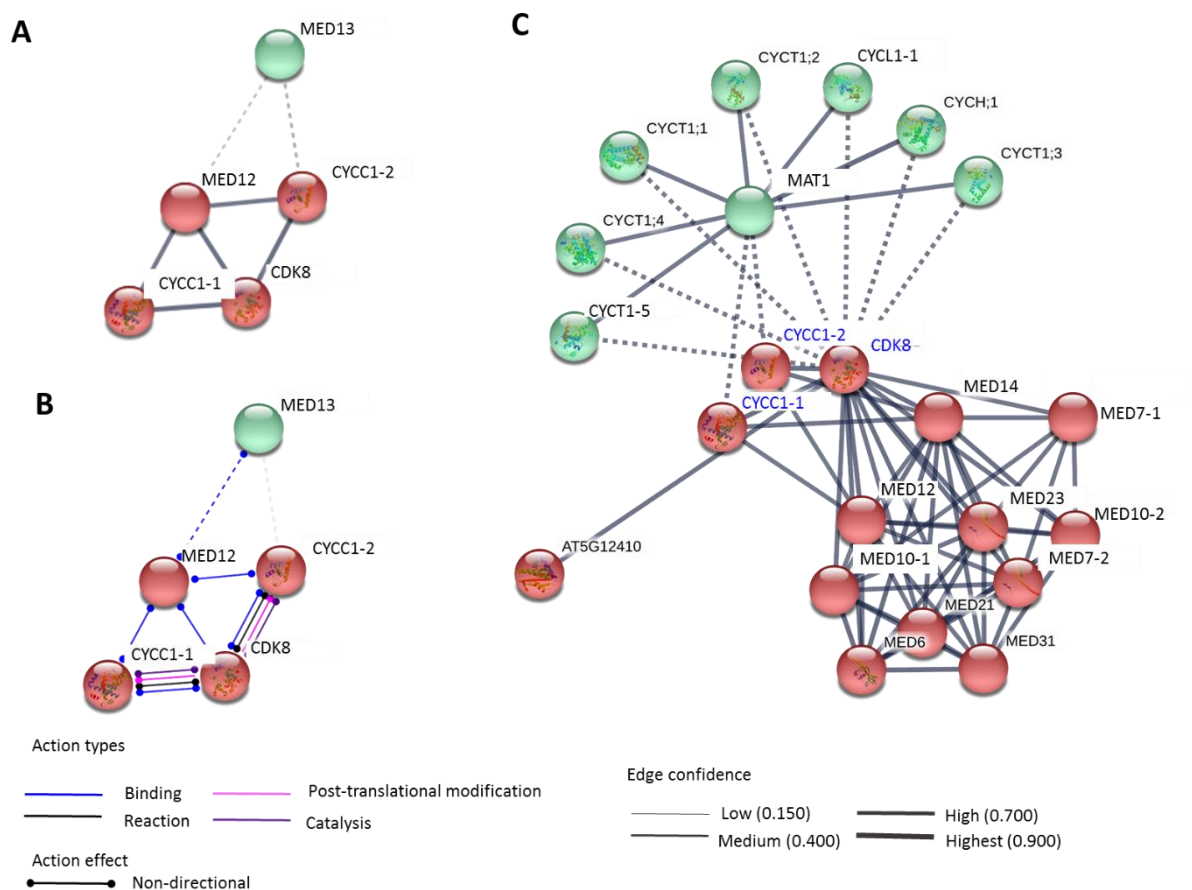 A
MED13
MED12
CYCC1-2
CYCC1-1
CDK8
B
MED13
MED12
CYCC1-2
CYCC1-1
CDK8
C
CYCT1;2
CYCL1-1
CYCH;1
CYCT1;1
CYCT1;3
MAT1
CYCT1;4
CYCT1-5
CYCC1-2
CDK8
CYCC1-1
MED14
MED7-1
MED12
MED23
MED10-2
AT5G12410
MED10-1
MED7-2
MED21
MED6
MED31
Action types
Binding
Post-translational modification
Reaction
Catalysis
Action effect
Non-directional
Edge confidence
Low (0.150)
High (0.700)
Medium (0.400)
Highest (0.900)